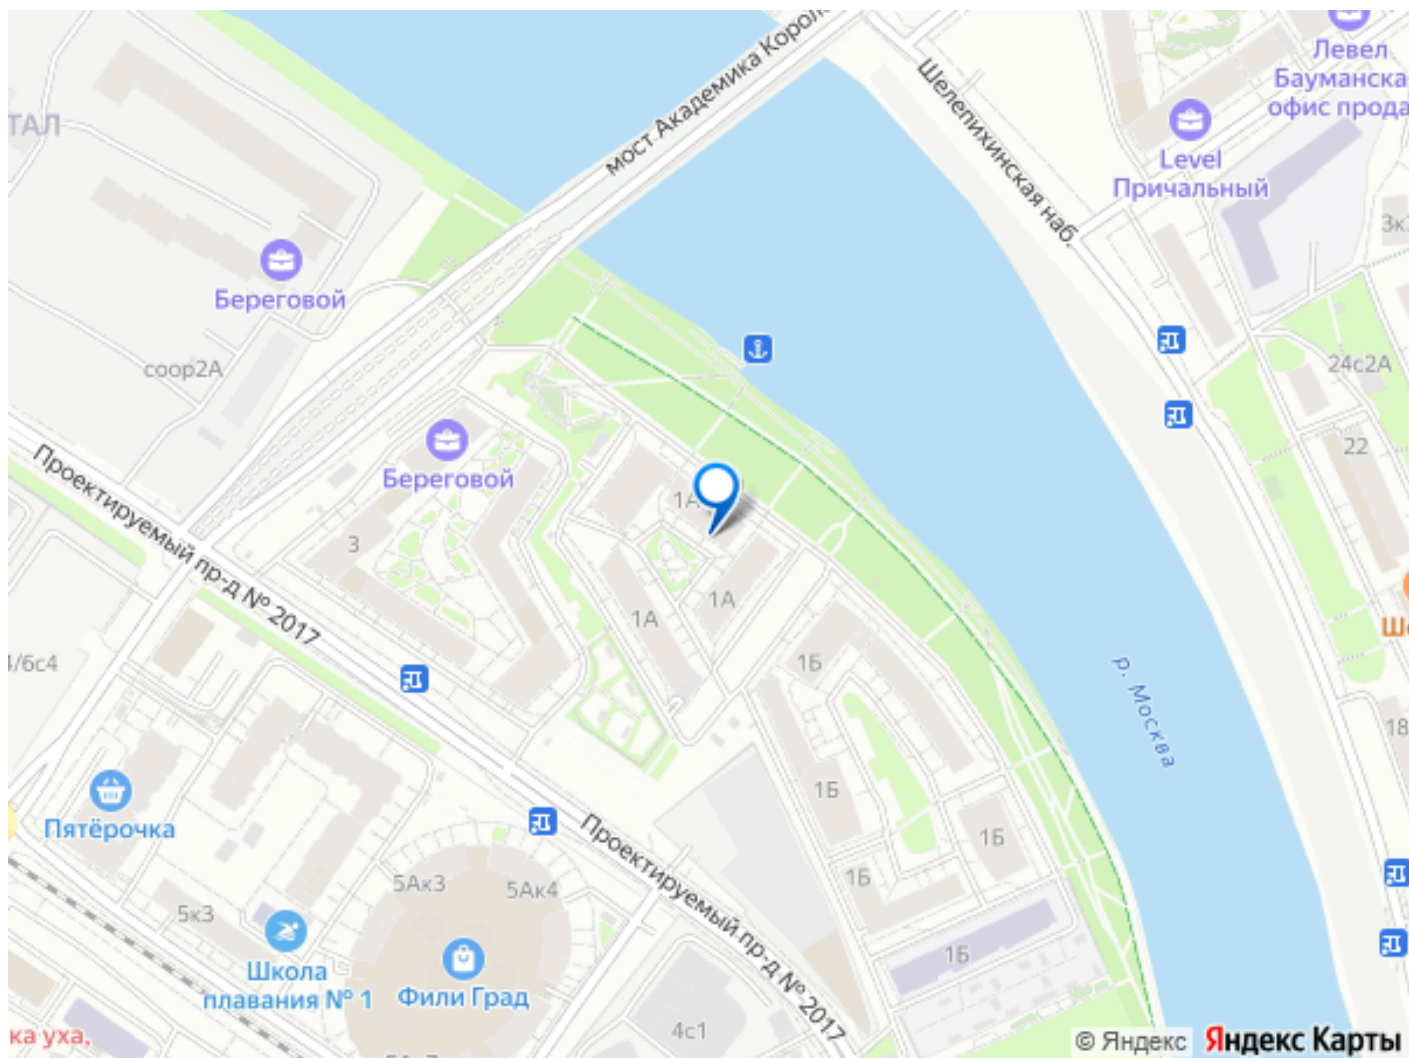 мост Академика Корол
Шелепихинская наб.
Левел
Бауманска
офис прода
Level
Причальный
ТАЛ
3к
Береговой
соор2А
24с2А
22
Береговой
Проектируемый пр-д № 2017
3
1А
1А
1А
1Б
р. Москва
/6с4
18
Пятёрочка
1Б
1Б
Проектируемый пр-д № 2017
5Ак3
5Ак4
1Б
5к3
1Б
Школа
плавания № 1
Фили Град
4с1
ка уха,
© Яндекс Яндекс Карты